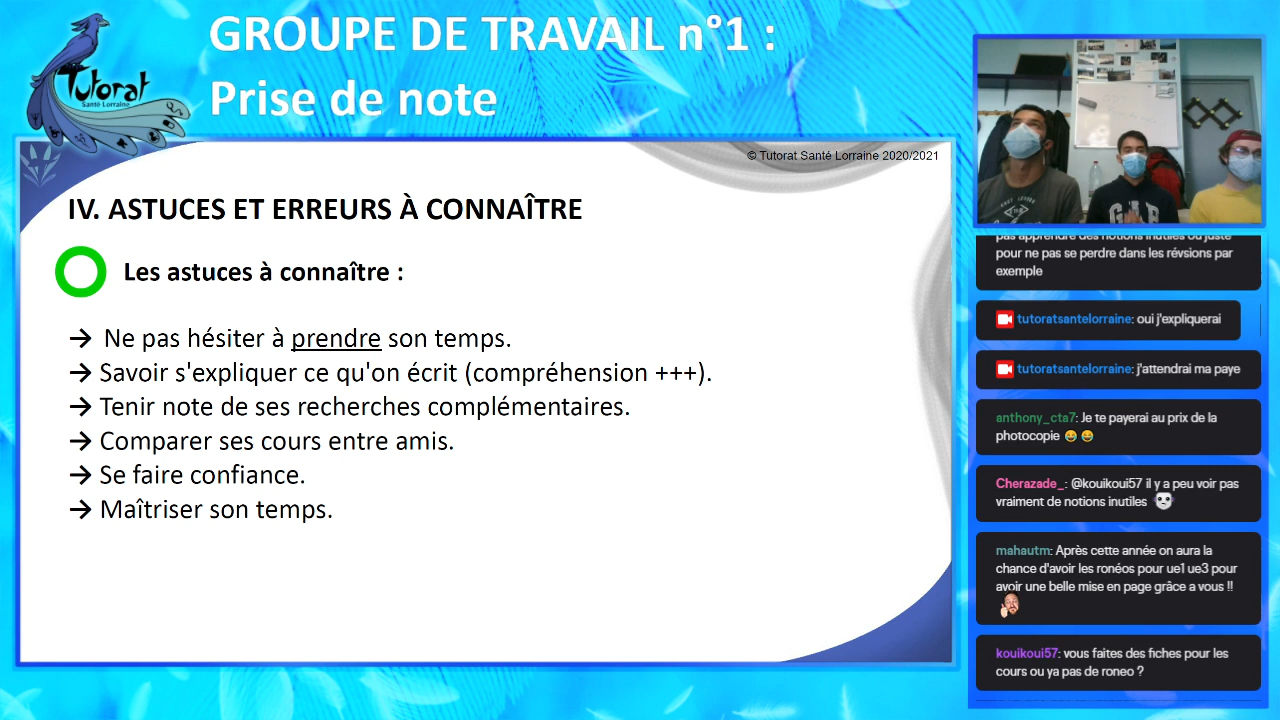 GROUPE DE TRAVAIL n°1 :
Prise de note
Tutorat
Santé Lorraine
© Tutorat Santé Lorraine 2020/2021
IV. ASTUCES ET ERREURS À CONNAÎTRE
Les astuces à connaître :
→ Ne pas hésiter à prendre son temps.
→ Savoir s'expliquer ce qu'on écrit (compréhension +++).
→ Tenir note de ses recherches complémentaires.
→ Comparer ses cours entre amis.
→ Se faire confiance.
→ Maîtriser son temps.
GAP
pas apprendre des notions inutiles ou juste
pour ne pas se perdre dans les révsions par
exemple
tutoratsantelorraine: oui j'expliquerai
tutoratsantelorraine: j'attendrai ma paye
anthony_cta7: Je te payerai au prix de la
photocopie 😂 😂
Cherazade_: @kouikoui57 il y a peu voir pas
vraiment de notions inutiles
mahautm: Après cette année on aura la
chance d'avoir les ronéos pour ue1 ue3 pour
avoir une belle mise en page grâce a vous !!
kouikoui57: vous faites des fiches pour les
cours ou ya pas de roneo ?